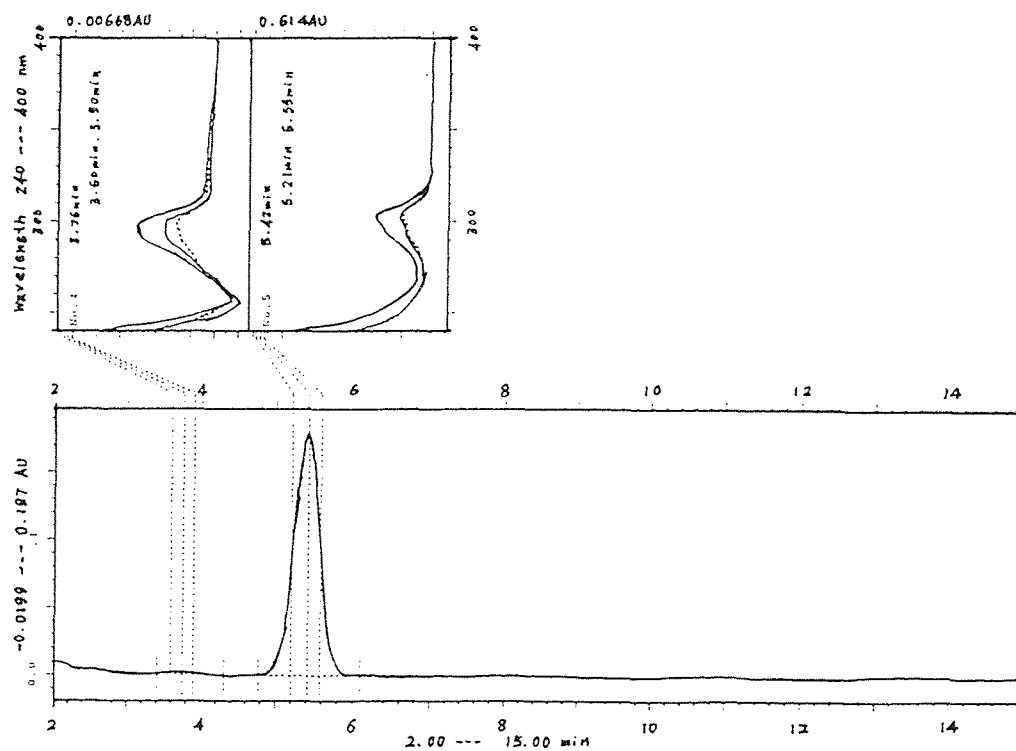 0.00668AU 0.614AU
400 400
Wavelength 240 --- 400 nm
300 300
3.76min
3.60min. 3.90min
No.4
5.42min
5.21min 5.55min
No.5
2 4 6 8 10 12 14
-0.0199 --- 0.187 AU
.1
0.0
2 4 6 8 10 12 14
2.00 --- 15.00 min